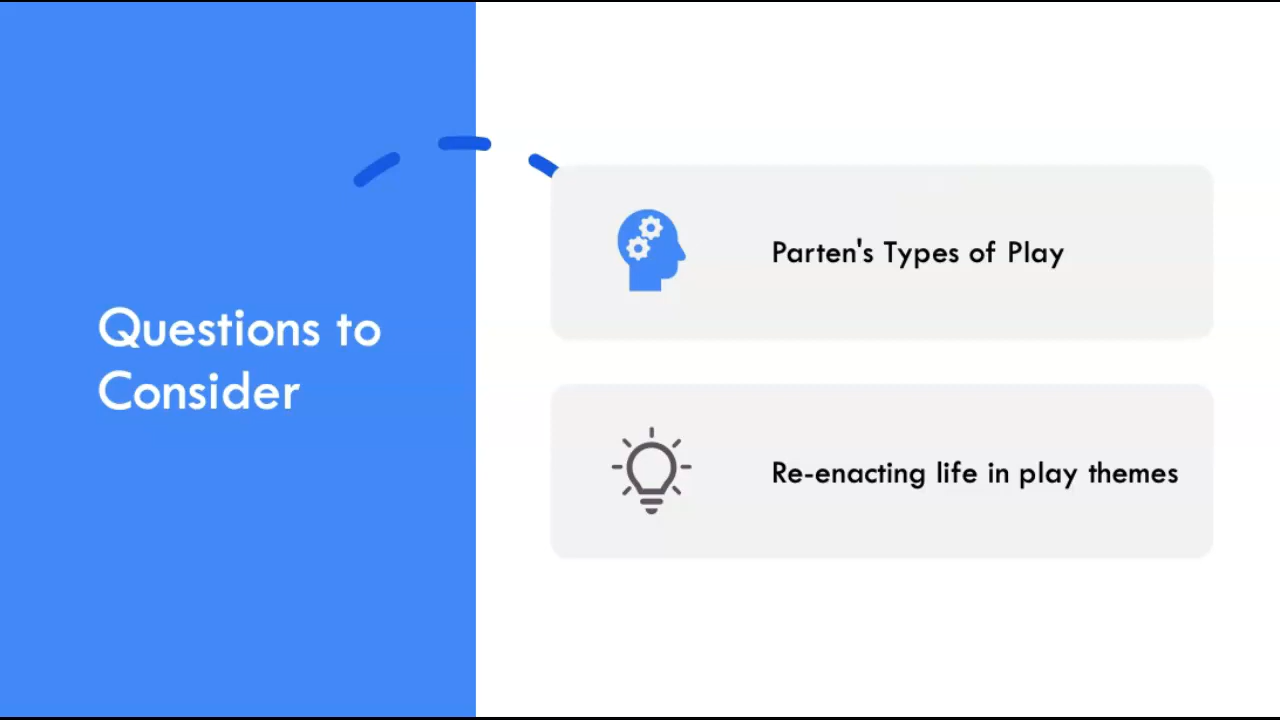 Questions to
Consider
Parten's Types of Play
Re-enacting life in play themes